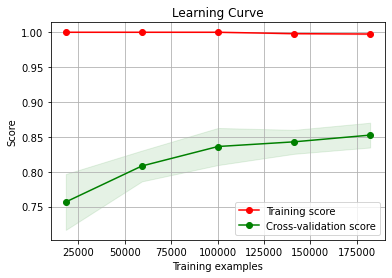 Learning Curve
1.00
0.95
0.90
0.85
0.80
0.75
Score
25000 50000 75000 100000 125000 150000 175000
Training examples
Training score
Cross-validation score